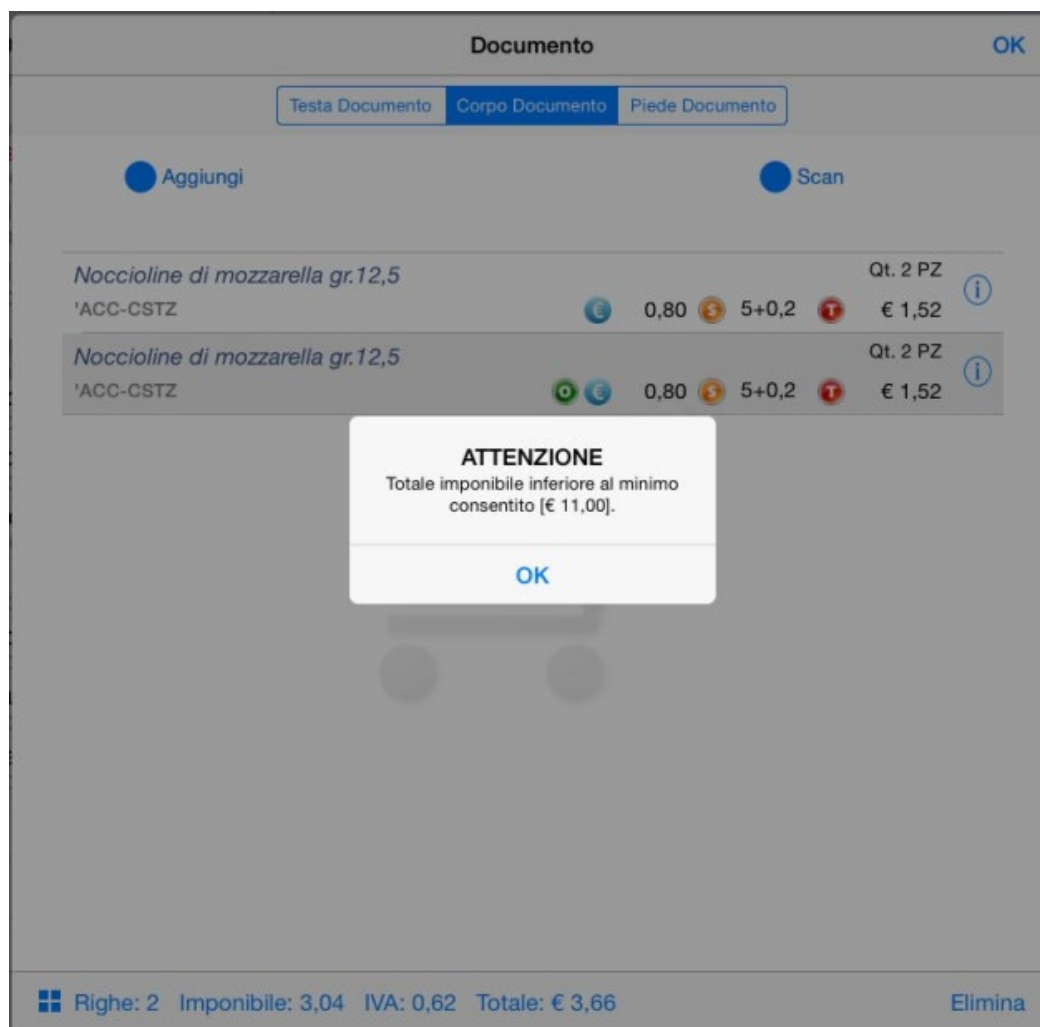 Documento
OK
Testa Documento Corpo Documento Piede Documento
Aggiungi Scan
Noccioline di mozzarella gr.12,5 Qt. 2 PZ
'ACC-CSTZ € 0,80 S 5+0,2 T € 1,52
Noccioline di mozzarella gr.12,5 Qt. 2 PZ
'ACC-CSTZ O € 0,80 S 5+0,2 T € 1,52
ATTENZIONE
Totale imponibile inferiore al minimo
consentito [€ 11,00].
OK
Righe: 2 Imponibile: 3,04 IVA: 0,62 Totale: € 3,66 Elimina